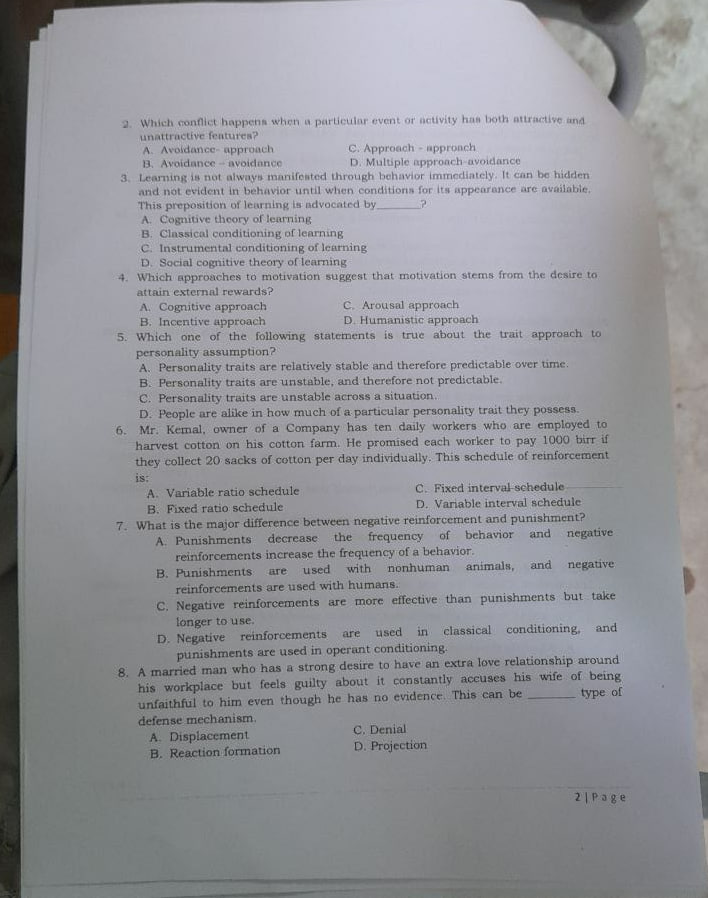 2. Which conflict happens when a particular event or activity has both attractive and
unattractive features?
A. Avoidance- approach C. Approach - approach
B. Avoidance - avoidance D. Multiple approach-avoidance
3. Learning is not always manifested through behavior immediately. It can be hidden
and not evident in behavior until when conditions for its appearance are available.
This preposition of learning is advocated by_______?
A. Cognitive theory of learning
B. Classical conditioning of learning
C. Instrumental conditioning of learning
D. Social cognitive theory of learning
4. Which approaches to motivation suggest that motivation stems from the desire to
attain external rewards?
A. Cognitive approach C. Arousal approach
B. Incentive approach D. Humanistic approach
5. Which one of the following statements is true about the trait approach to
personality assumption?
A. Personality traits are relatively stable and therefore predictable over time.
B. Personality traits are unstable, and therefore not predictable.
C. Personality traits are unstable across a situation.
D. People are alike in how much of a particular personality trait they possess.
6. Mr. Kemal, owner of a Company has ten daily workers who are employed to
harvest cotton on his cotton farm. He promised each worker to pay 1000 birr if
they collect 20 sacks of cotton per day individually. This schedule of reinforcement
is:
A. Variable ratio schedule C. Fixed interval schedule
B. Fixed ratio schedule D. Variable interval schedule
7. What is the major difference between negative reinforcement and punishment?
A. Punishments decrease the frequency of behavior and negative
reinforcements increase the frequency of a behavior.
B. Punishments are used with nonhuman animals, and negative
reinforcements are used with humans.
C. Negative reinforcements are more effective than punishments but take
longer to use.
D. Negative reinforcements are used in classical conditioning, and
punishments are used in operant conditioning.
8. A married man who has a strong desire to have an extra love relationship around
his workplace but feels guilty about it constantly accuses his wife of being
unfaithful to him even though he has no evidence. This can be _______ type of
defense mechanism.
A. Displacement C. Denial
B. Reaction formation D. Projection
2 | P a g e